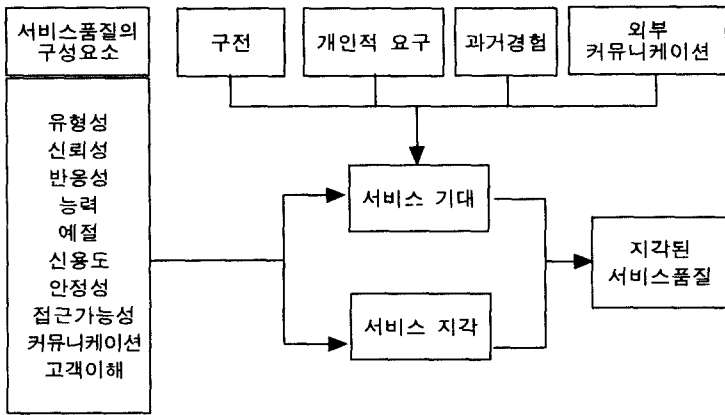 서비스품질의
구성요소
구전
개인적 요구
과거경험
외부
커뮤니케이션
유형성
신뢰성
반응성
능력
예절
신용도
안정성
접근가능성
커뮤니케이션
고객이해
서비스 기대
서비스 지각
지각된
서비스품질